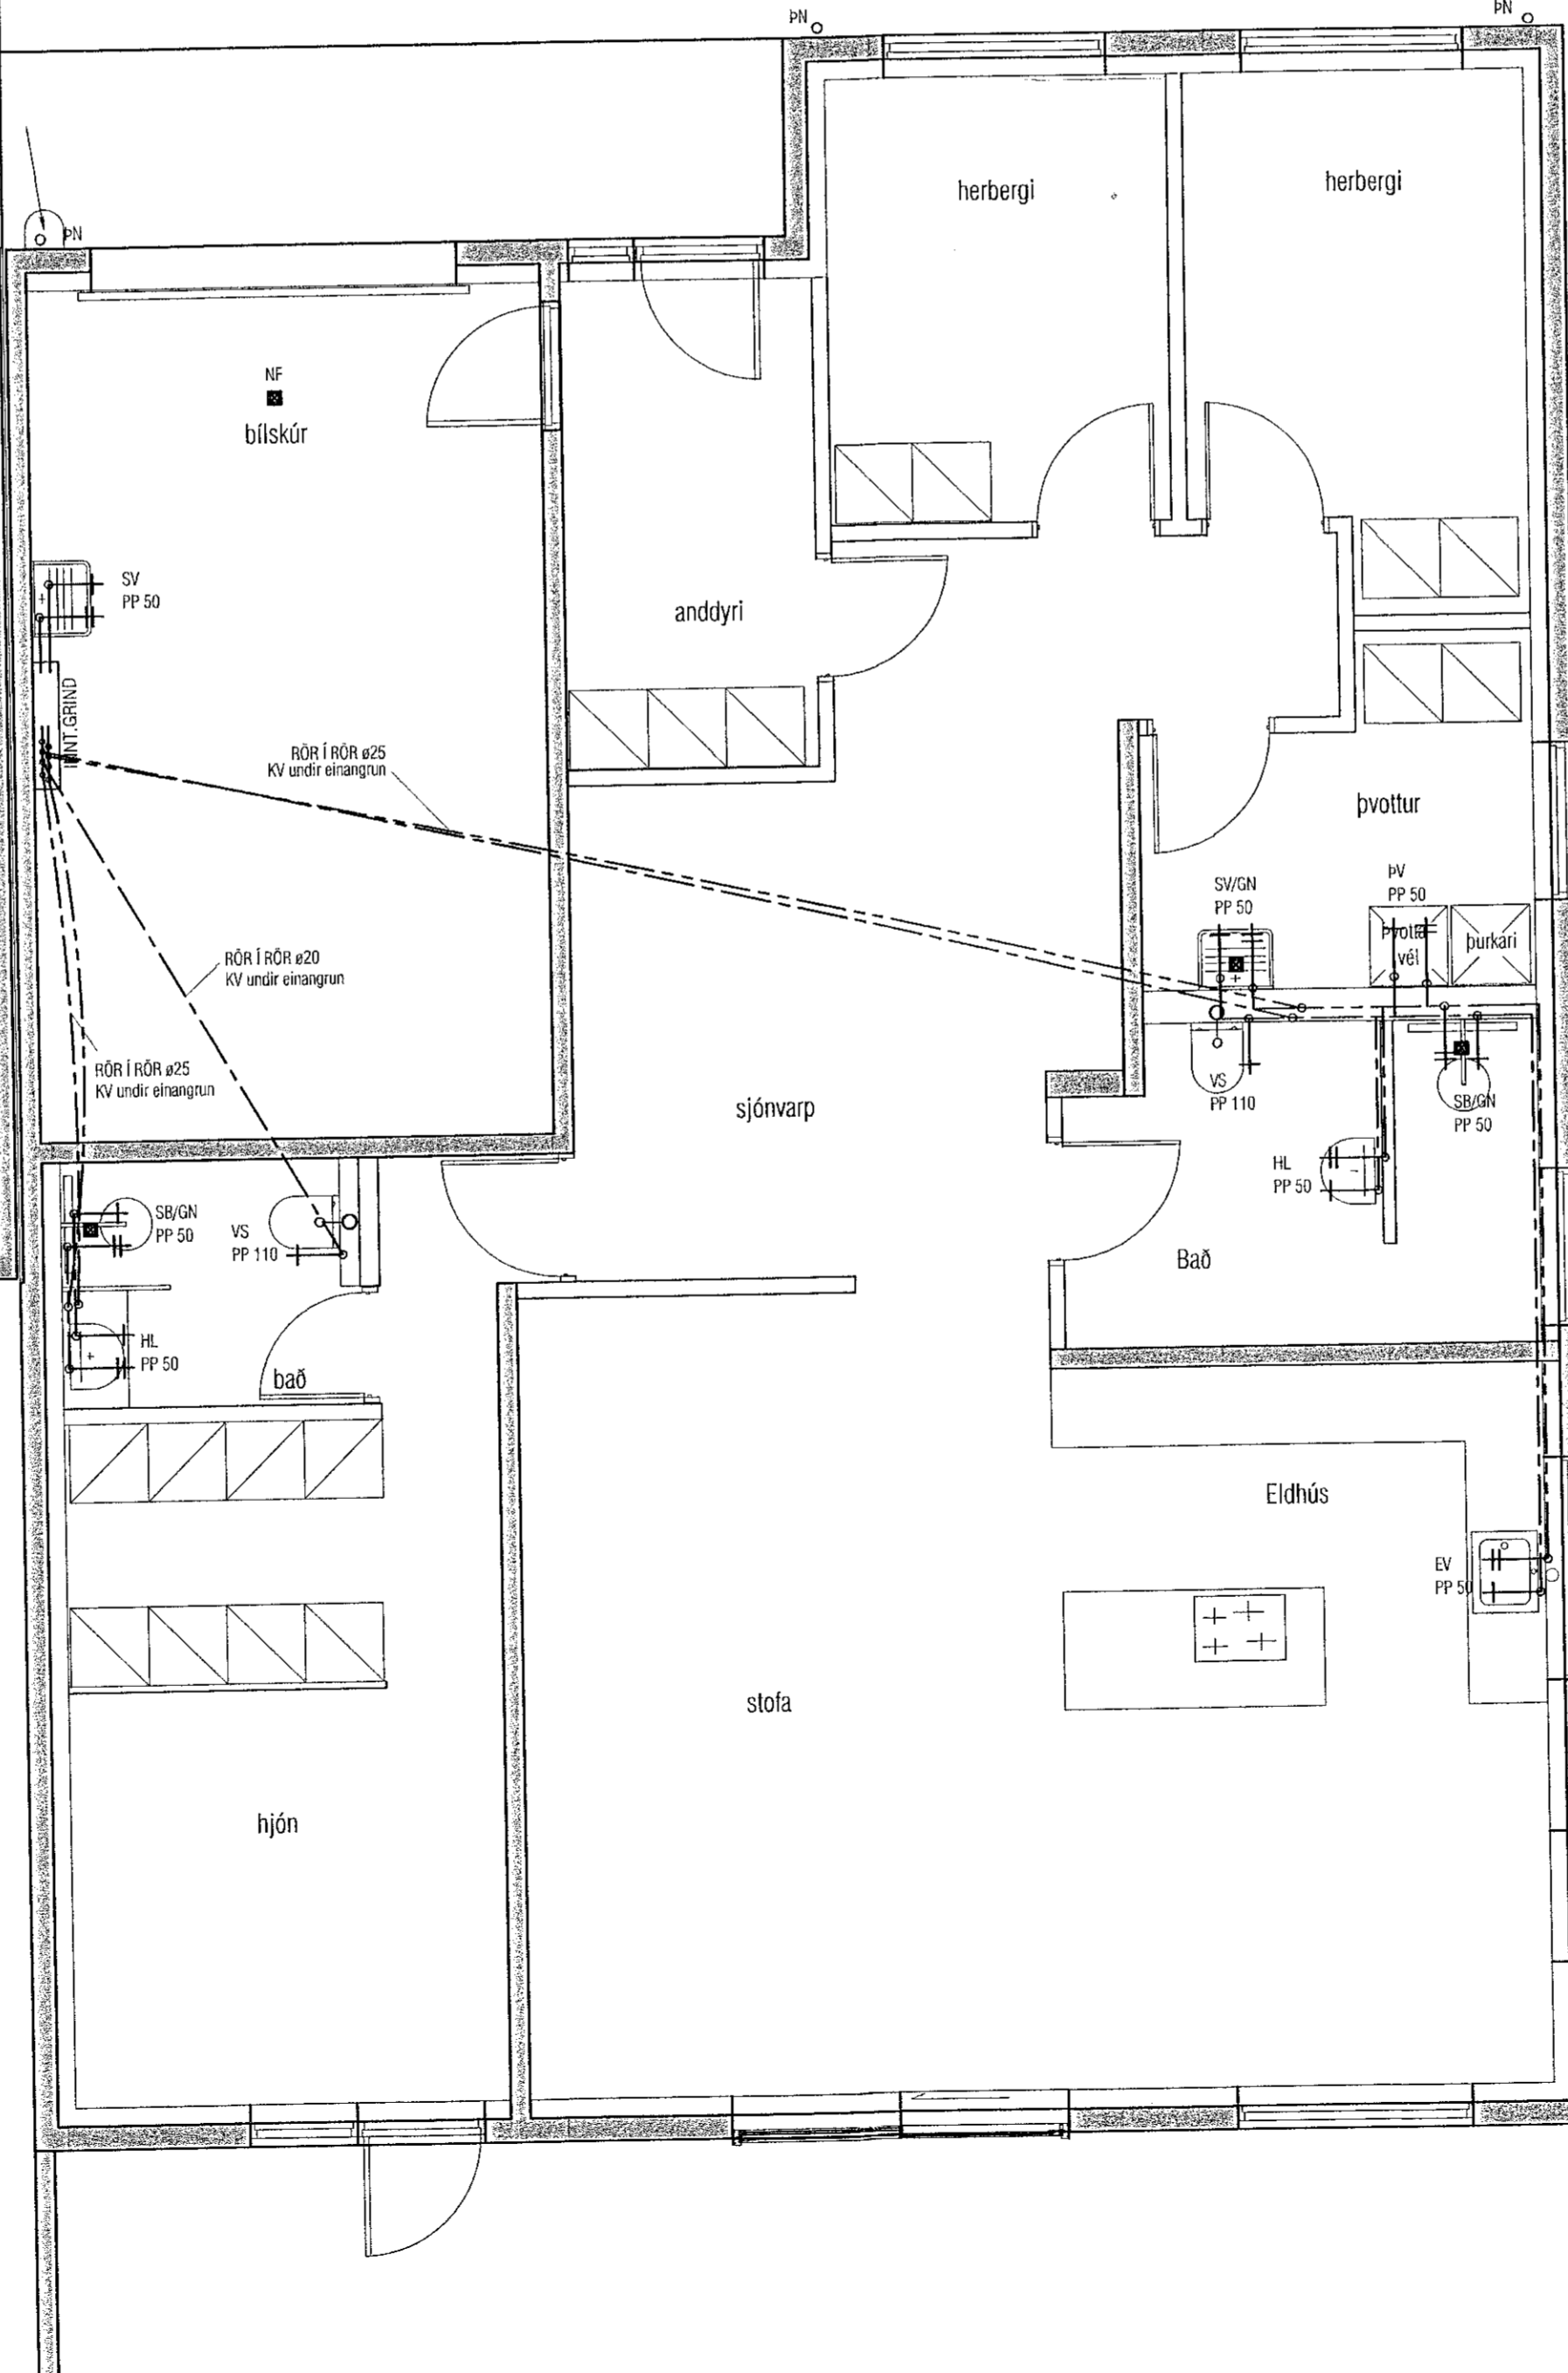 ÞN
ÞN
herbergi
herbergi
ÞN
NF
bílskúr
SV
PP 50
anddyri
INNT.GRIND
RÖR Í RÖR ø25
KV undir einangrun
þvottur
SV/GN
PP 50
ÞV
PP 50
Þvotta
vél
þurkari
RÖR Í RÖR ø20
KV undir einangrun
RÖR Í RÖR ø25
KV undir einangrun
sjónvarp
VS
PP 110
SB/GN
PP 50
HL
PP 50
SB/GN
PP 50
VS
PP 110
Bað
HL
PP 50
bað
Eldhús
EV
PP 50
stofa
hjón